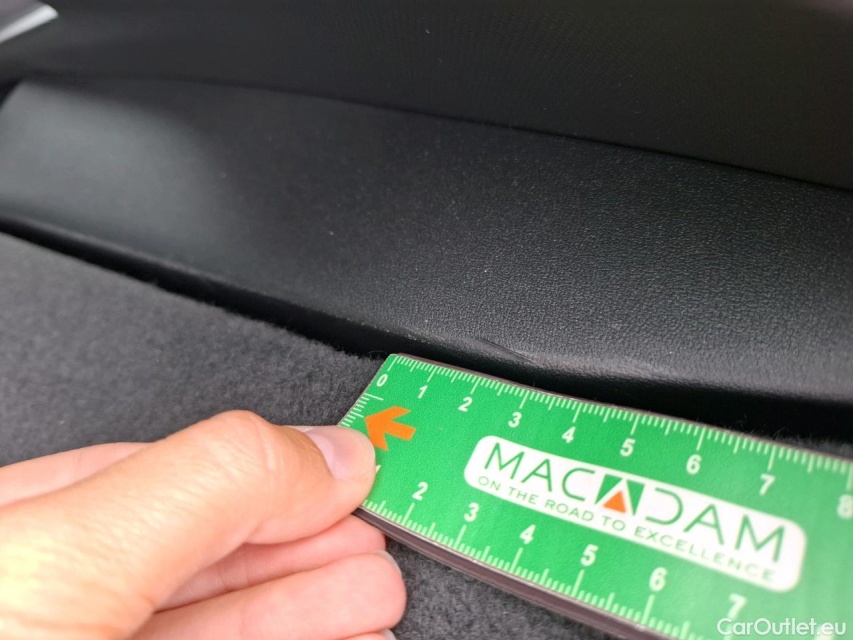 0 1 2 3 4 5 6 7 8
MACADAM
ON THE ROAD TO EXCELLENCE
2 3 4 5 6 7
CarOutlet.eu